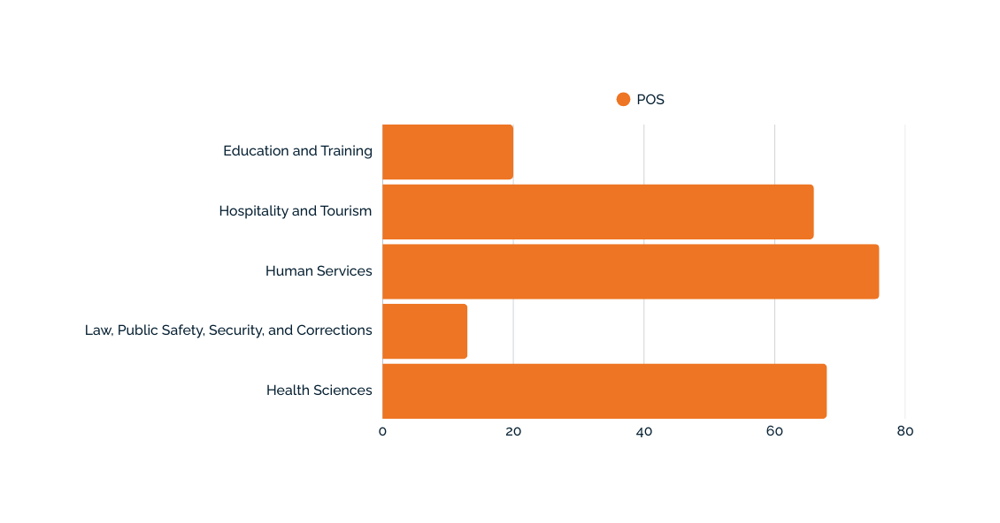 POS
Education and Training
Hospitality and Tourism
Human Services
Law, Public Safety, Security, and Corrections
Health Sciences
0 20 40 60 80